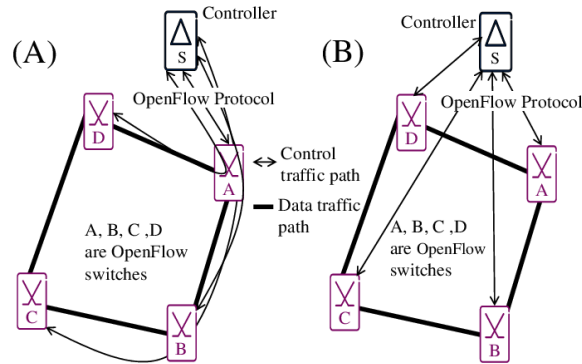 (A)
Controller
S
OpenFlow Protocol
D
A
Control
traffic path
Data traffic
path
A, B, C ,D
are OpenFlow
switches
C
B
(B)
Controller
S
OpenFlow Protocol
D
A
A, B, C ,D
are OpenFlow
switches
C
B